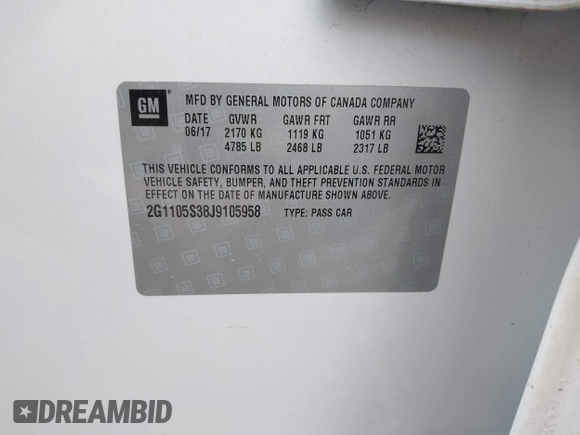 GM
MFD BY GENERAL MOTORS OF CANADA COMPANY
DATE GVWR GAWR FRT GAWR RR
06/17 2170 KG 1119 KG 1051 KG
4785 LB 2468 LB 2317 LB
THIS VEHICLE CONFORMS TO ALL APPLICABLE U.S. FEDERAL MOTOR
VEHICLE SAFETY, BUMPER, AND THEFT PREVENTION STANDARDS IN
EFFECT ON THE DATE OF MANUFACTURE SHOWN ABOVE.
2G1105S38J9105958 TYPE: PASS CAR
DREAMBID